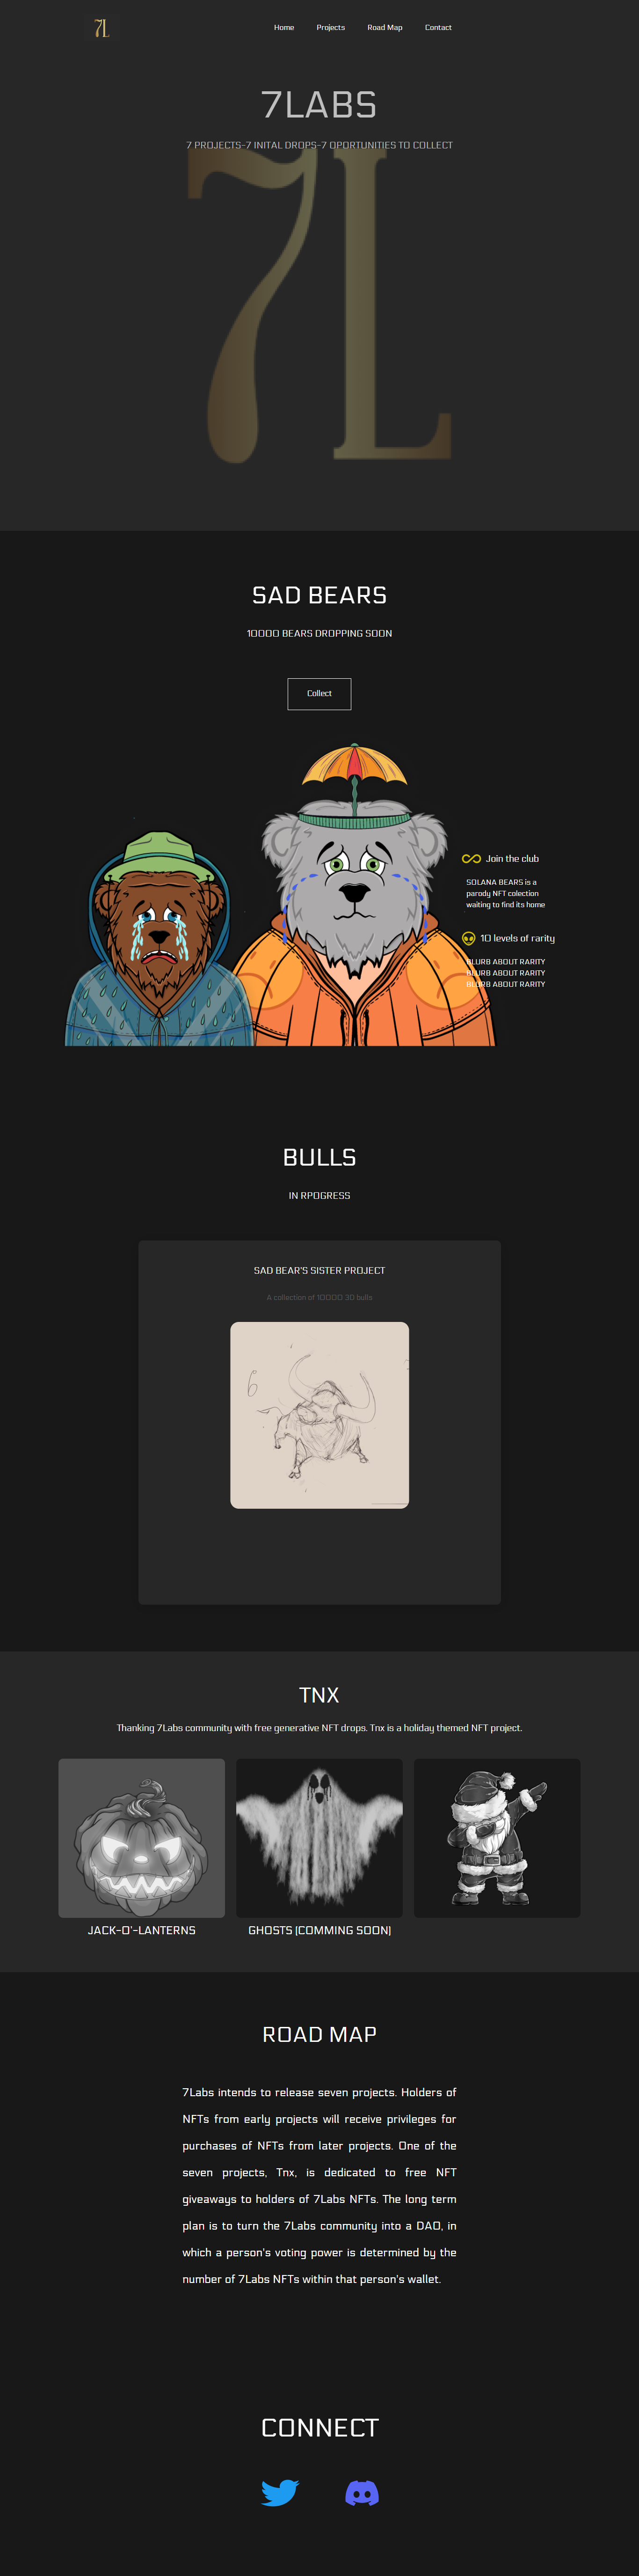 7L
Home Projects Road Map Contact
7LABS
7 PROJECTS-7 INITAL DROPS-7 OPORTUNITIES TO COLLECT
7L
SAD BEARS
10000 BEARS DROPPING SOON
Collect
Join the club
SOLANA BEARS is a
parody NFT colection
waiting to find its home
10 levels of rarity
BLURB ABOUT RARITY
BLURB ABOUT RARITY
BLURB ABOUT RARITY
BULLS
IN RPOGRESS
SAD BEAR'S SISTER PROJECT
A collection of 10000 3D bulls
6
TNX
Thanking 7Labs community with free generative NFT drops. Tnx is a holiday themed NFT project.
JACK-O'-LANTERNS
GHOSTS (COMMING SOON)
ROAD MAP
7Labs intends to release seven projects. Holders of
NFTs from early projects will receive privileges for
purchases of NFTs from later projects. One of the
seven projects, Tnx, is dedicated to free NFT
giveaways to holders of 7Labs NFTs. The long term
plan is to turn the 7Labs community into a DAO, in
which a person's voting power is determined by the
number of 7Labs NFTs within that person's wallet.
CONNECT